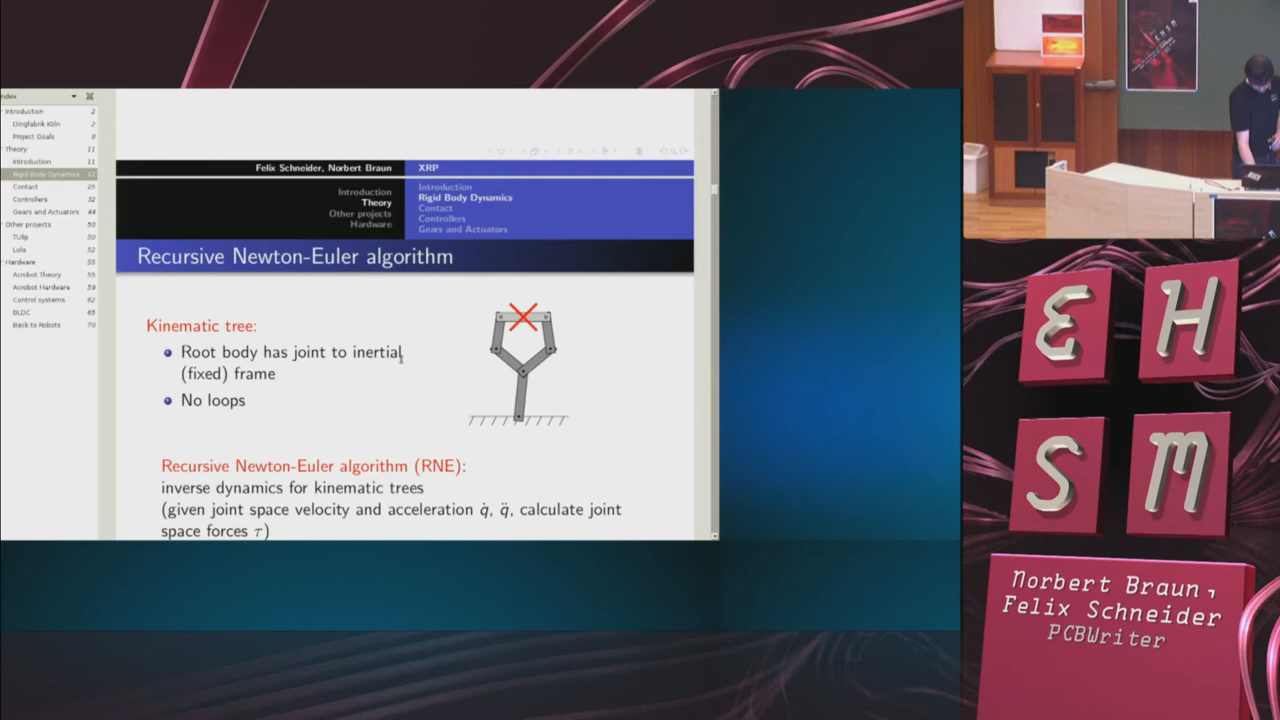 ndex
Introduction 2
Dingfabrik Köln 2
Project Goals 8
Theory 11
Introduction 11
Rigid Body Dynamics 12
Contact 25
Controllers 32
Gears and Actuators 44
Other projects 50
TUlip 50
Lola 52
Hardware 55
Acrobot Theory 55
Acrobot Hardware 59
Control systems 62
BLDC 65
Back to Robots 70
Felix Schneider, Norbert Braun XRP
Introduction
Theory
Other projects
Hardware
Introduction
Rigid Body Dynamics
Contact
Controllers
Gears and Actuators
Recursive Newton-Euler algorithm
Kinematic tree:
Root body has joint to inertial
(fixed) frame
No loops
Recursive Newton-Euler algorithm (RNE):
inverse dynamics for kinematic trees
(given joint space velocity and acceleration q̇, q̈, calculate joint
space forces τ)
E H
S M
Norbert Braun,
Felix Schneider
PCBWriter